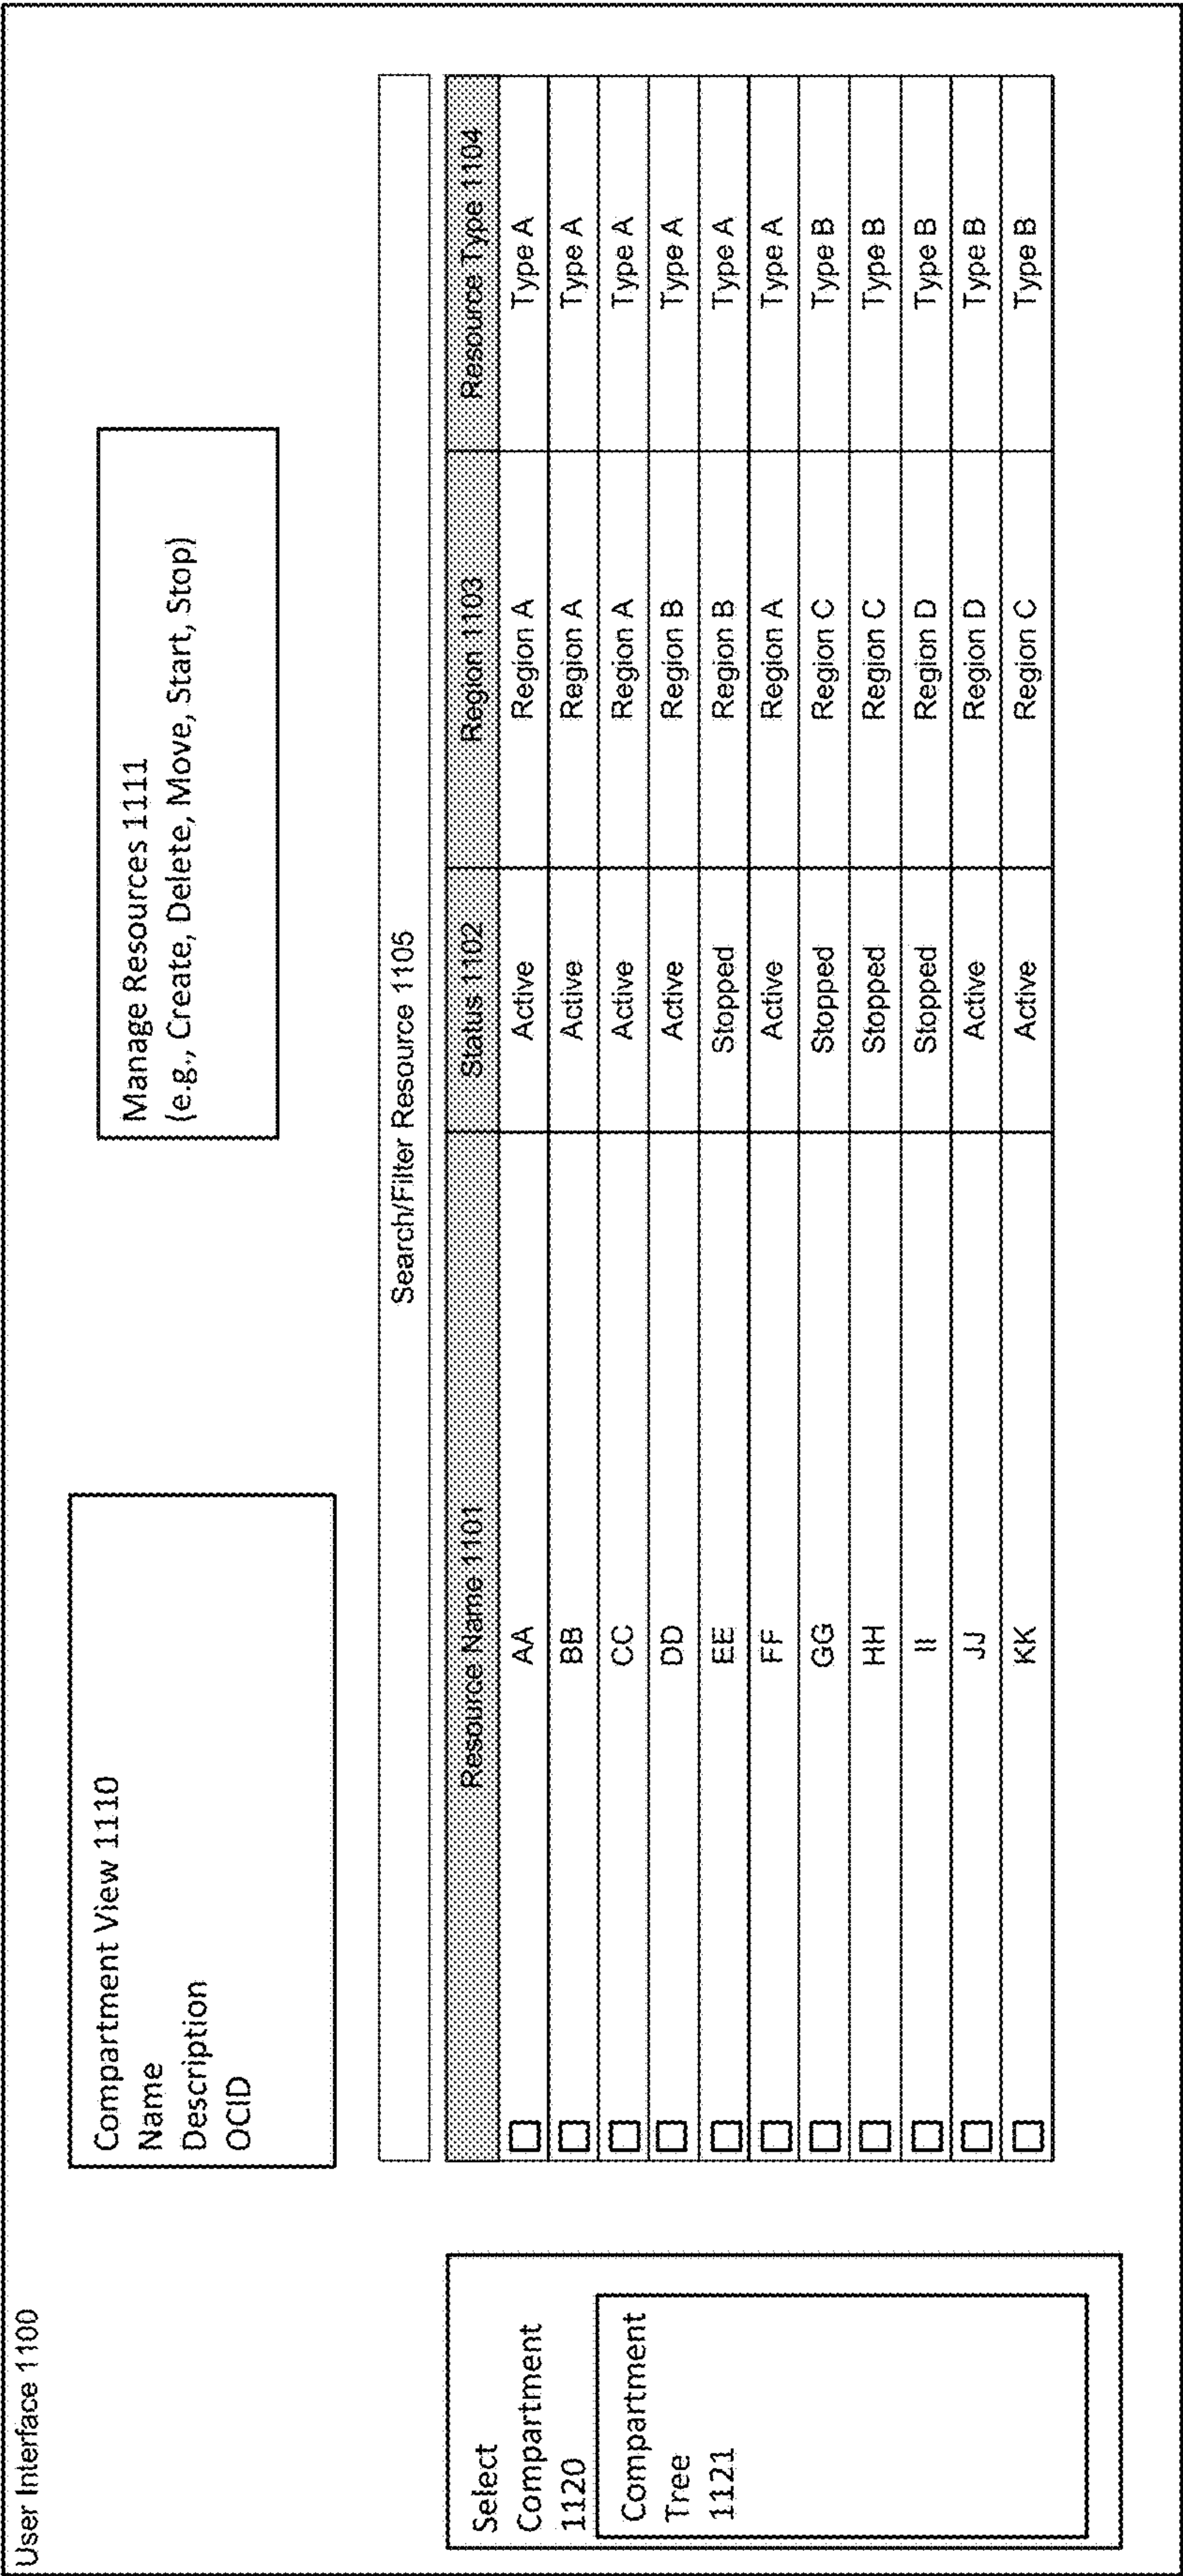 User Interface 1100
Compartment View 1110
Name
Description
OCID
Manage Resources 1111
(e.g., Create, Delete, Move, Start, Stop)
Search/Filter Resource 1105
Select
Compartment
1120
Compartment
Tree
1121
Resource Name 1101 Status 1102 Region 1103 Resource Type 1104
AA Active Region A Type A
BB Active Region A Type A
CC Active Region A Type A
DD Active Region B Type A
EE Stopped Region B Type A
FF Active Region A Type A
GG Stopped Region C Type B
HH Stopped Region C Type B
II Stopped Region D Type B
JJ Active Region D Type B
KK Active Region C Type B